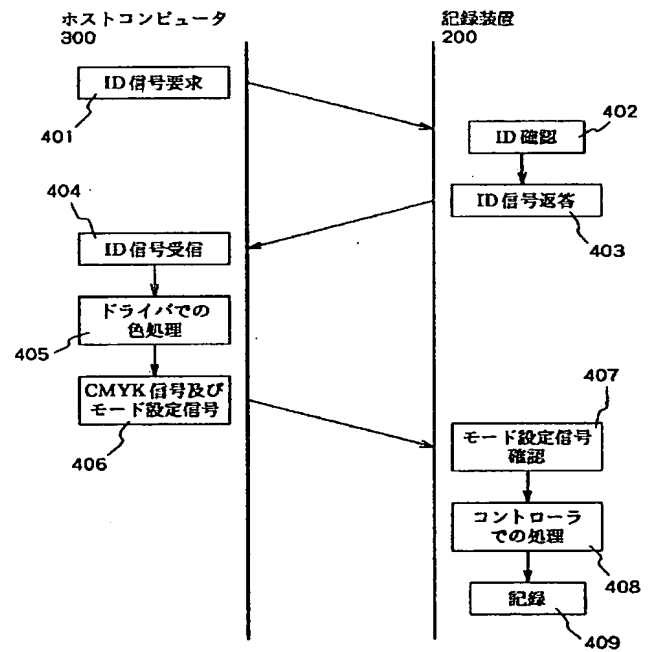 ホストコンピュータ
300
記録装置
200
ID信号要求
401
402
ID確認
404
ID信号返答
403
ID信号受信
ドライバでの
色処理
405
CMYK信号及び
モード設定信号
406
407
モード設定信号
確認
コントローラ
での処理
408
記録
409